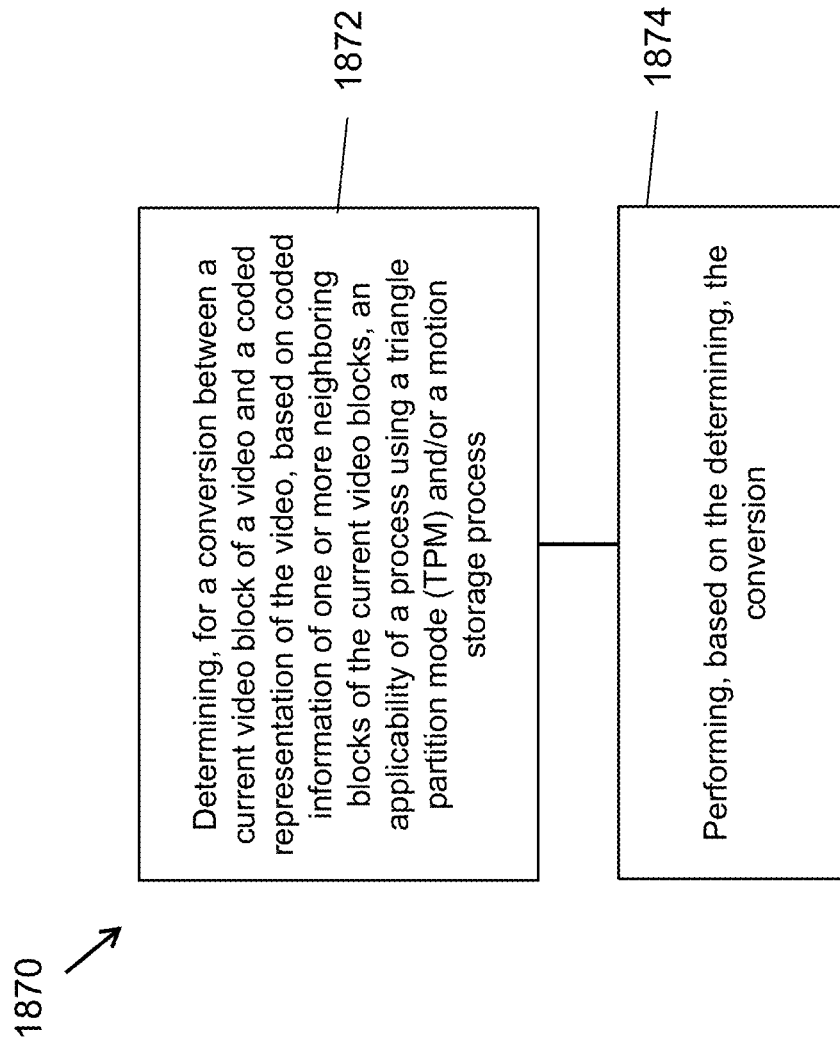 1870
Determining, for a conversion between a
current video block of a video and a coded
representation of the video, based on coded
information of one or more neighboring
blocks of the current video blocks, an
applicability of a process using a triangle
partition mode (TPM) and/or a motion
storage process
1872
Performing, based on the determining, the
conversion
1874